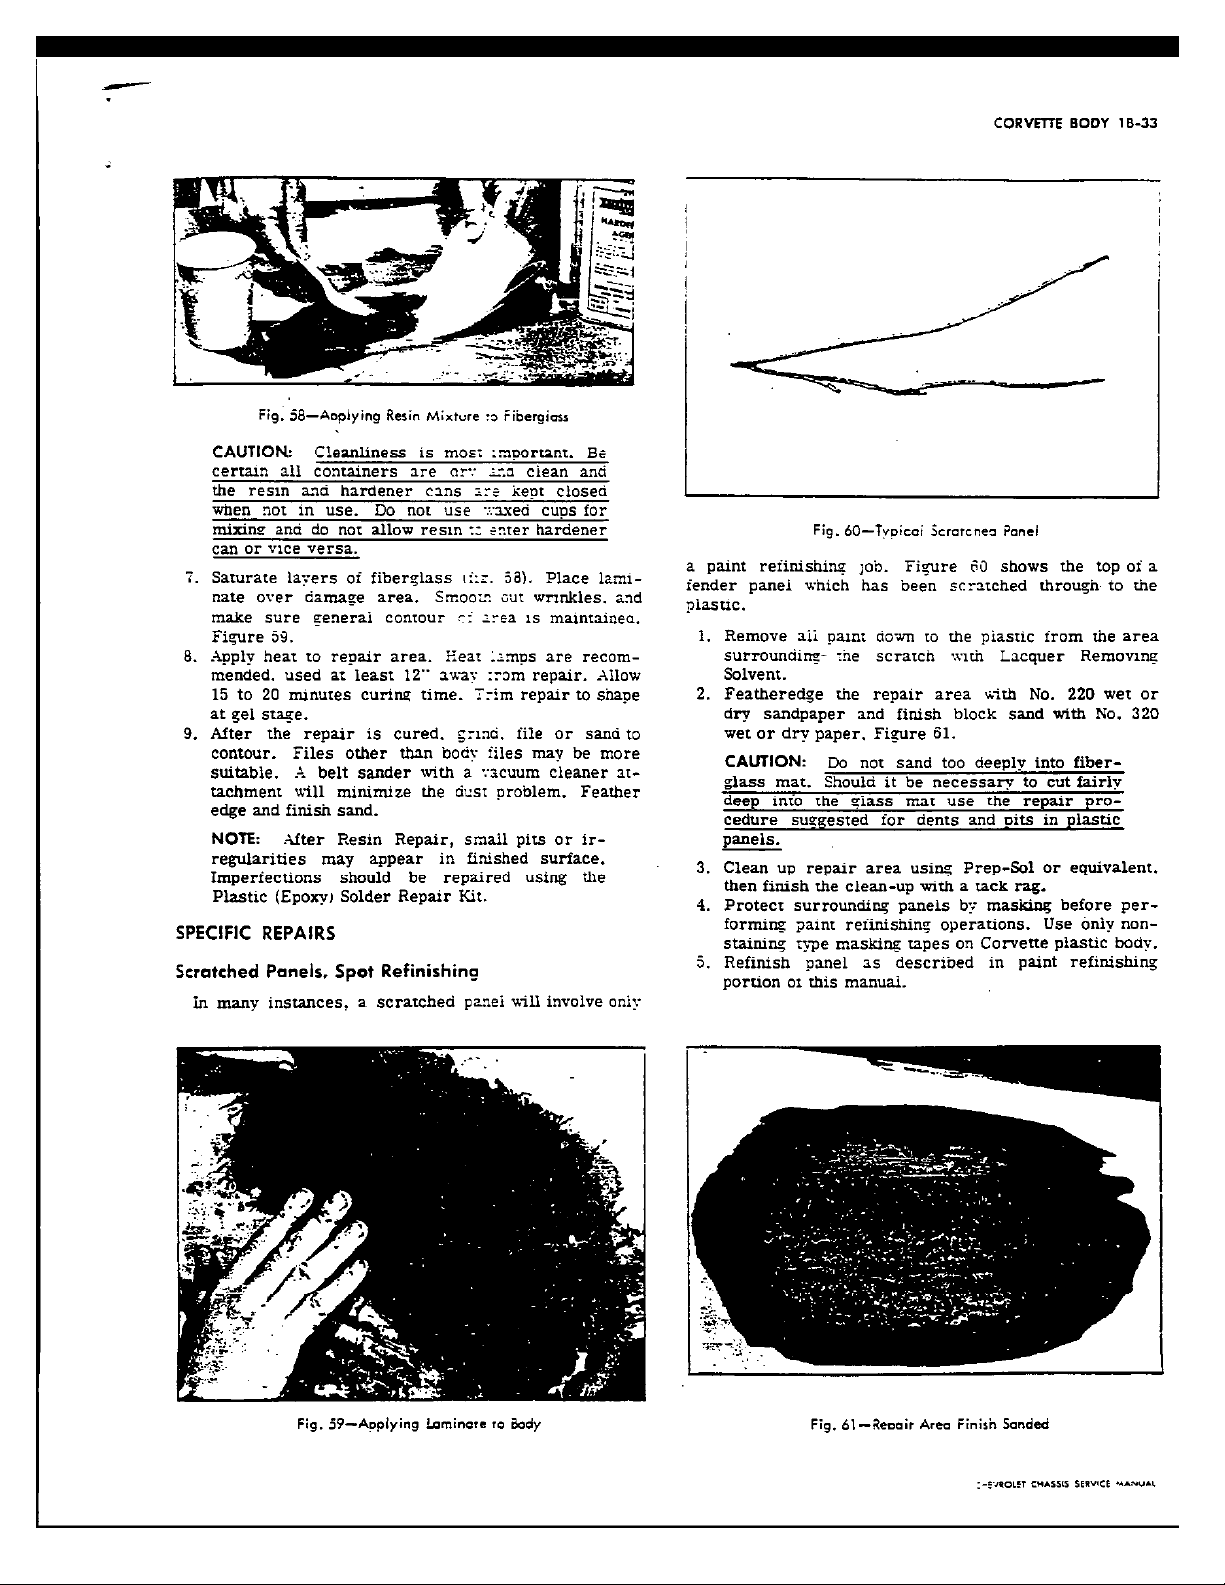 CORVETTE BODY 1B-33
HARDE
AGEN
Fig. 58—Applying Resin Mixture to Fiberglass
CAUTION: Cleanliness is most important. Be
certain all containers are dry and clean and
the resin and hardener cans are kept closed
when not in use. Do not use waxed cups for
mixing and do not allow resin to enter hardener
can or vice versa.
7. Saturate layers of fiberglass (fig. 58). Place lami-
nate over damage area. Smooth out wrinkles, and
make sure general contour of area is maintained,
Figure 59.
8. Apply heat to repair area. Heat lamps are recom-
mended, used at least 12" away from repair. Allow
15 to 20 minutes curing time. Trim repair to shape
at gel stage.
9. After the repair is cured, grind, file or sand to
contour. Files other than body files may be more
suitable. A belt sander with a vacuum cleaner at-
tachment will minimize the dust problem. Feather
edge and finish sand.
NOTE: After Resin Repair, small pits or ir-
regularities may appear in finished surface.
Imperfections should be repaired using the
Plastic (Epoxy) Solder Repair Kit.
SPECIFIC REPAIRS
Scratched Panels, Spot Refinishing
In many instances, a scratched panel will involve only
Fig. 59—Applying Laminate to Body
Fig. 60—Typical Scratched Panel
a paint refinishing job. Figure 60 shows the top of a
fender panel which has been scratched through to the
plastic.
1. Remove all paint down to the plastic from the area
surrounding the scratch with Lacquer Removing
Solvent.
2. Featheredge the repair area with No. 220 wet or
dry sandpaper and finish block sand with No. 320
wet or dry paper, Figure 61.
CAUTION: Do not sand too deeply into fiber-
glass mat. Should it be necessary to cut fairly
deep into the glass mat use the repair pro-
cedure suggested for dents and pits in plastic
panels.
3. Clean up repair area using Prep-Sol or equivalent,
then finish the clean-up with a tack rag.
4. Protect surrounding panels by masking before per-
forming paint refinishing operations. Use only non-
staining type masking tapes on Corvette plastic body.
5. Refinish panel as described in paint refinishing
portion of this manual.
Fig. 61—Repair Area Finish Sanded
CHEVROLET CHASSIS SERVICE MANUAL